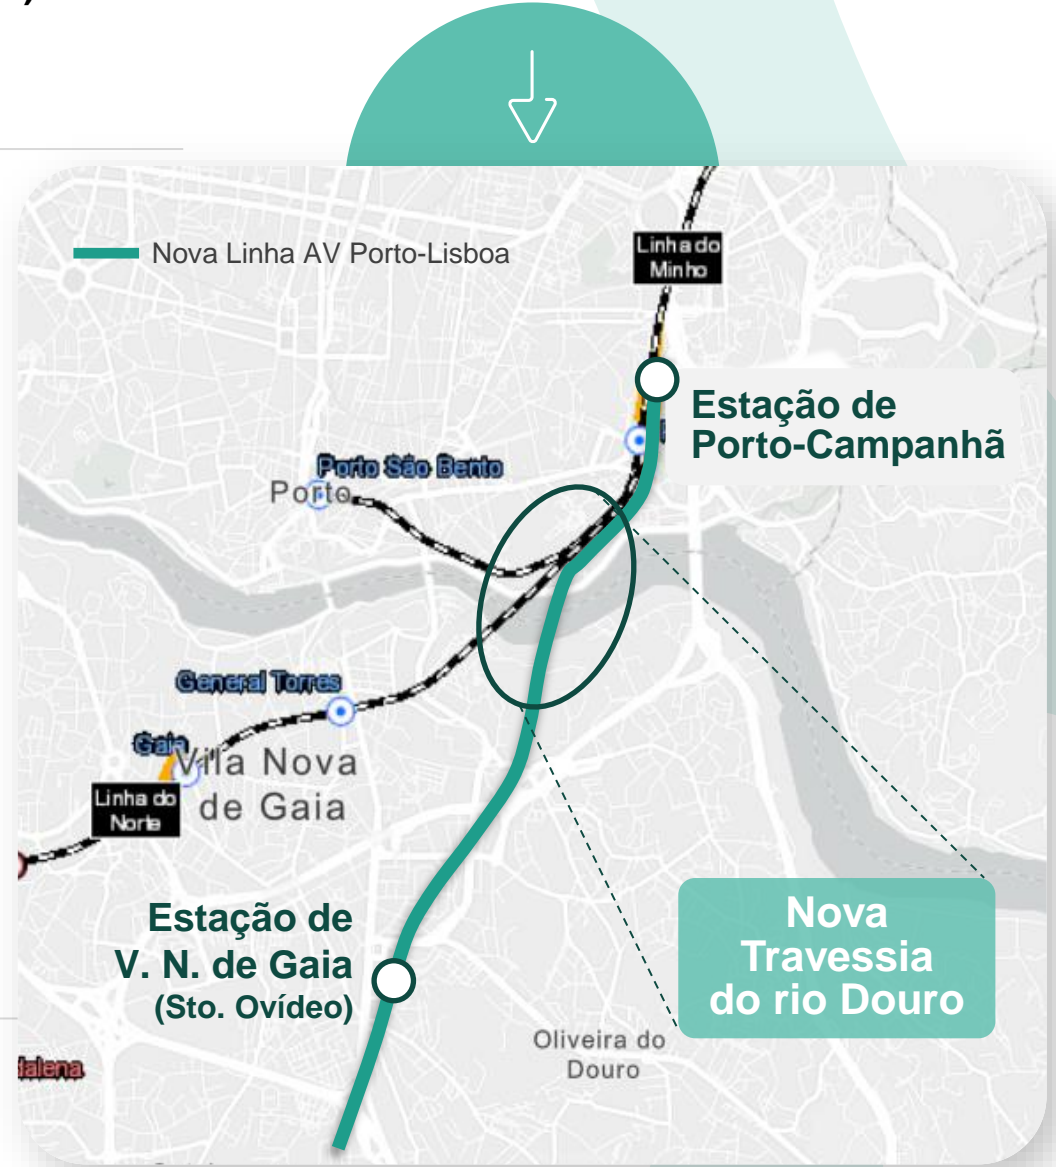 Nova Linha AV Porto-Lisboa
Linha do
Minho
Estação de
Porto-Campanhã
Porto São Bento
Porto
General Torres
Gaia
Vila Nova
de Gaia
Linha do
Norte
Estação de
V. N. de Gaia
(Sto. Ovídeo)
Nova
Travessia
do rio Douro
Oliveira do
Douro